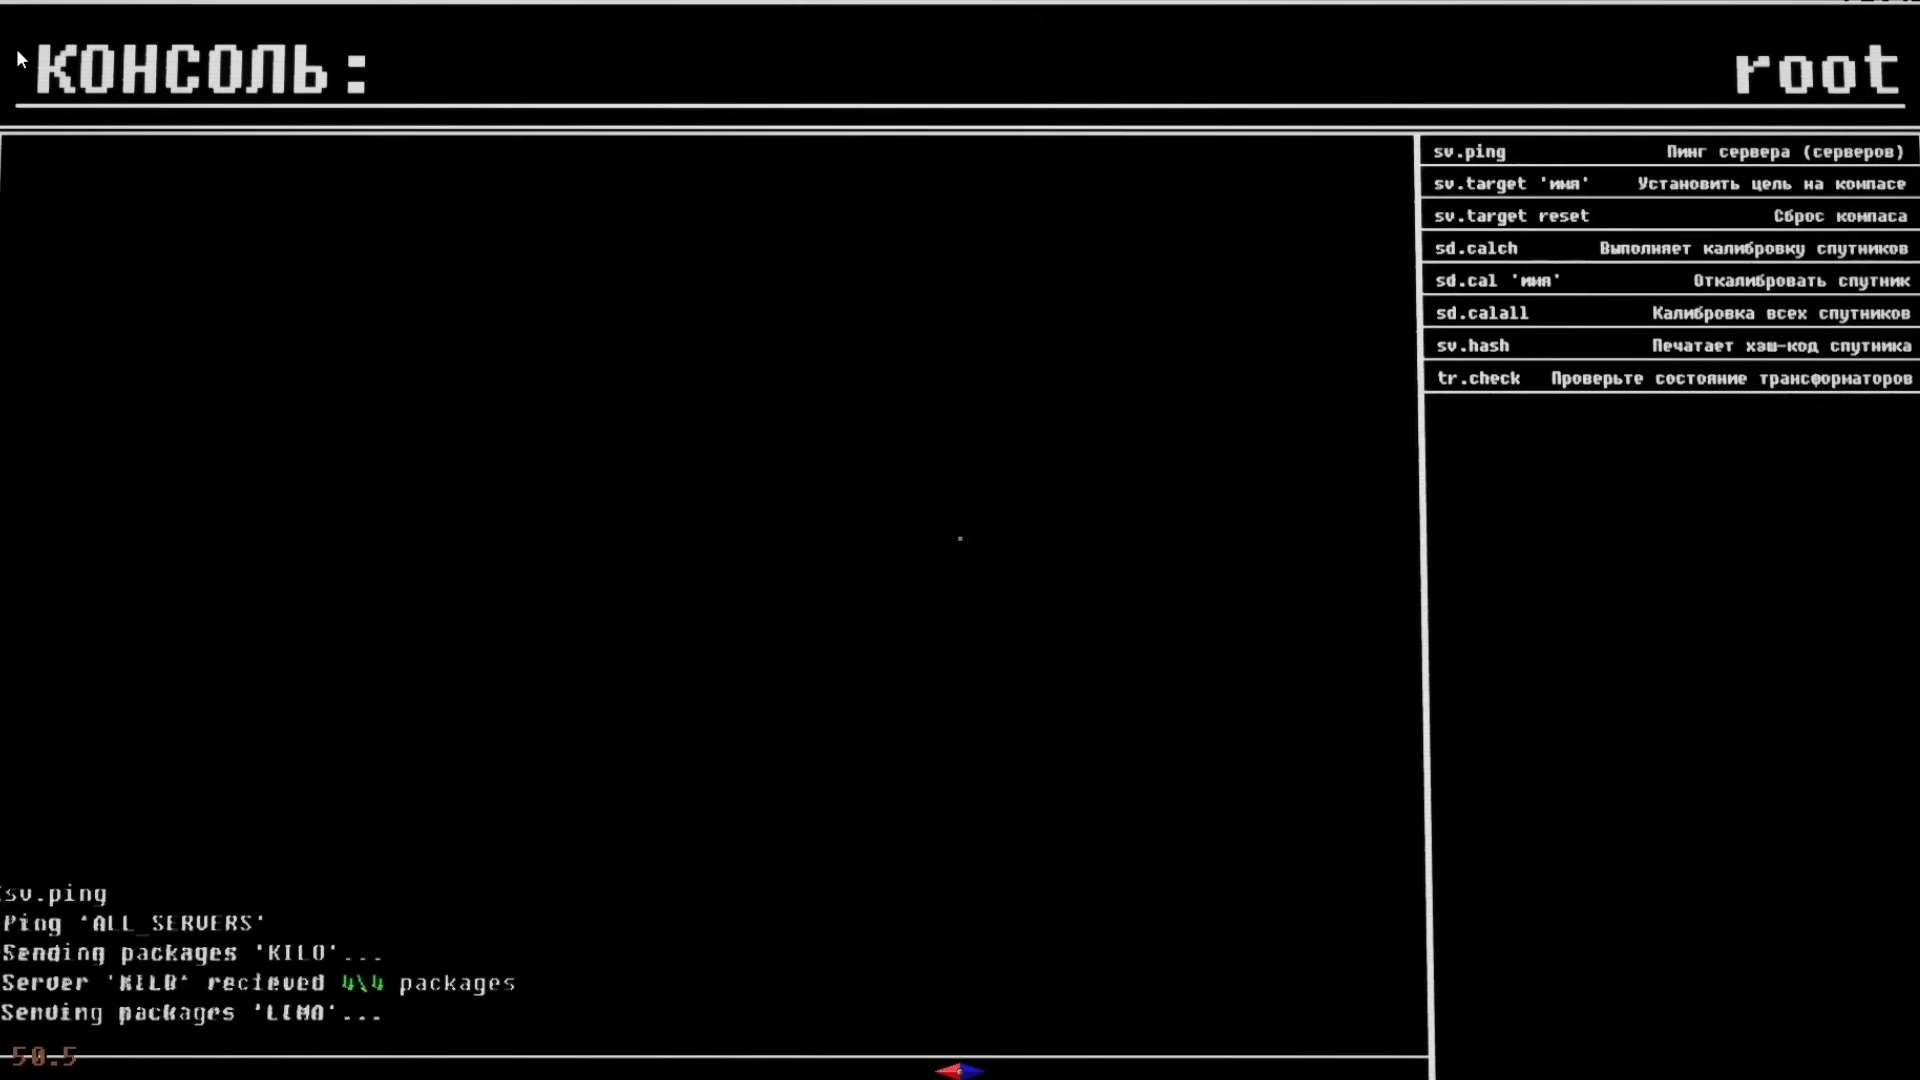 КОНСОЛЬ:
root
sv.ping Пинг сервера (серверов)
sv.target 'имя' Установить цель на компасе
sv.target reset Сброс компаса
sd.calch Выполняет калибровку спутников
sd.cal 'имя' Откалибровать спутник
sd.calall Калибровка всех спутников
sv.hash Печатает хэш-код спутника
tr.check Проверьте состояние трансформаторов
sv.ping
Ping 'ALL_SERVERS'
Sending packages 'KILO'...
Server 'KILO' recieved 4\4 packages
Sending packages 'LIMA'...
50.5